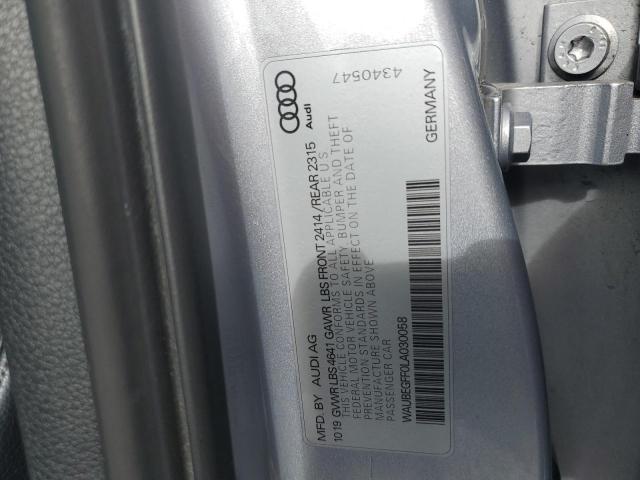 Audi
4340547
MFD. BY AUDI AG
GERMANY
10 19 GVWR LBS 4641 GAWR LBS FRONT 2414 / REAR 2315
THIS VEHICLE CONFORMS TO ALL APPLICABLE U S
FEDERAL MOTOR VEHICLE SAFETY, BUMPER AND THEFT
PREVENTION STANDARDS IN EFFECT ON THE DATE OF
MANUFACTURE SHOWN ABOVE
PASSENGER CAR
WAUBEGFF0LA030058